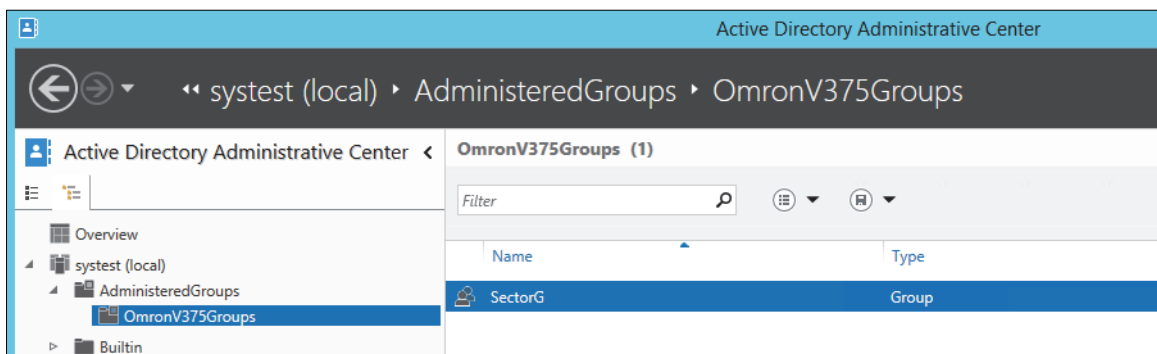 Active Directory Administrative Center
systest (local) AdministeredGroups OmronV375Groups
Active Directory Administrative Center
OmronV375Groups (1)
Filter
Overview
systest (local)
AdministeredGroups
OmronV375Groups
Builtin
Name Type
SectorG Group